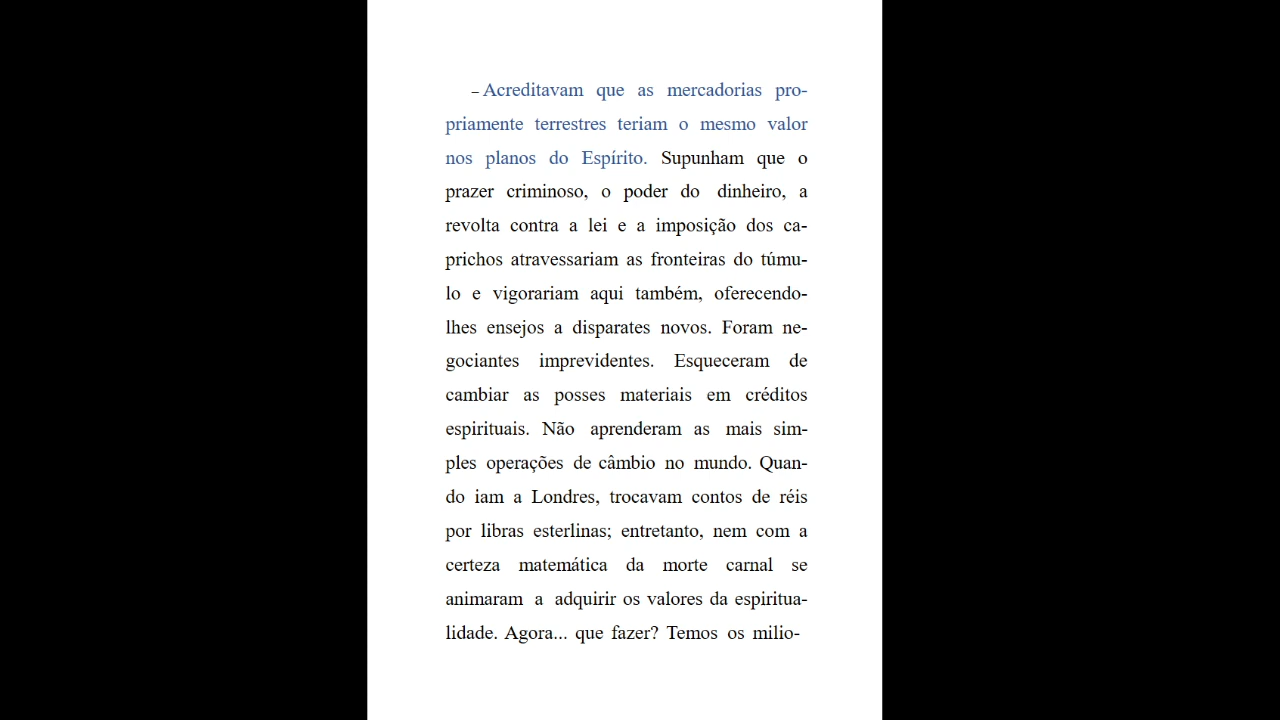 – Acreditavam que as mercadorias pro-
priamente terrestres teriam o mesmo valor
nos planos do Espírito. Supunham que o
prazer criminoso, o poder do dinheiro, a
revolta contra a lei e a imposição dos ca-
prichos atravessariam as fronteiras do túmu-
lo e vigorariam aqui também, oferecendo-
lhes ensejos a disparates novos. Foram ne-
gociantes imprevidentes. Esqueceram de
cambiar as posses materiais em créditos
espirituais. Não aprenderam as mais sim-
ples operações de câmbio no mundo. Quan-
do iam a Londres, trocavam contos de réis
por libras esterlinas; entretanto, nem com a
certeza matemática da morte carnal se
animaram a adquirir os valores da espiritua-
lidade. Agora... que fazer? Temos os milio-